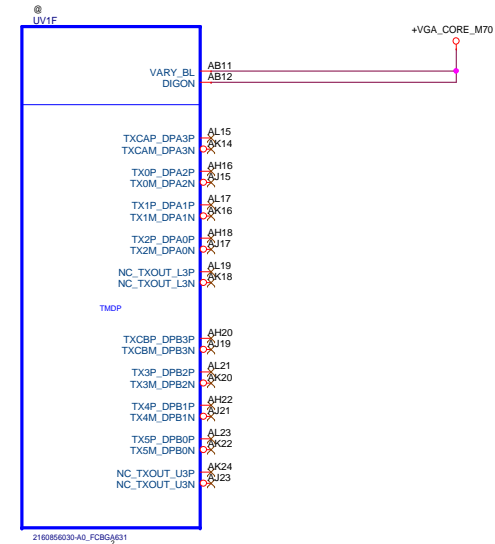 @
UV1F
+VGA_CORE_M70
VARY_BL AB11
DIGON AB12
TXCAP_DPA3P AL15
TXCAM_DPA3N AK14
TX0P_DPA2P AH16
TX0M_DPA2N AJ15
TX1P_DPA1P AL17
TX1M_DPA1N AK16
TX2P_DPA0P AH18
TX2M_DPA0N AJ17
NC_TXOUT_L3P AL19
NC_TXOUT_L3N AK18
TMDP
TXCBP_DPB3P AH20
TXCBM_DPB3N AJ19
TX3P_DPB2P AL21
TX3M_DPB2N AK20
TX4P_DPB1P AH22
TX4M_DPB1N AJ21
TX5P_DPB0P AL23
TX5M_DPB0N AK22
NC_TXOUT_U3P AK24
NC_TXOUT_U3N AJ23
2160856030-A0_FCBGA631